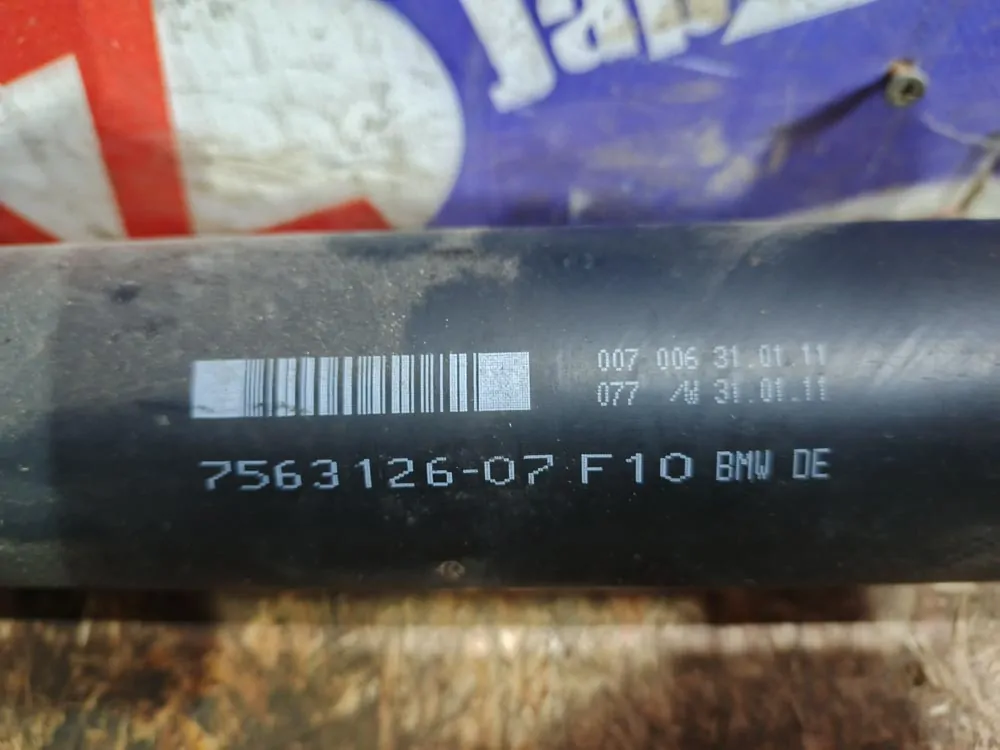 007 006 31.01.11
077 /W 31.01.11
7563126-07 F10 BMW DE